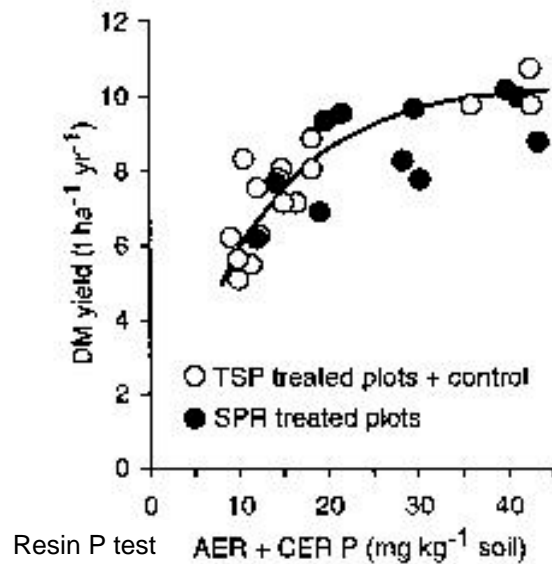 12
10
8
6
4
2
0
DM yield (t ha⁻¹ yr⁻¹)
TSP treated plots + control
SPR treated plots
0 10 20 30 40
Resin P test AER + CER P (mg kg⁻¹ soil)